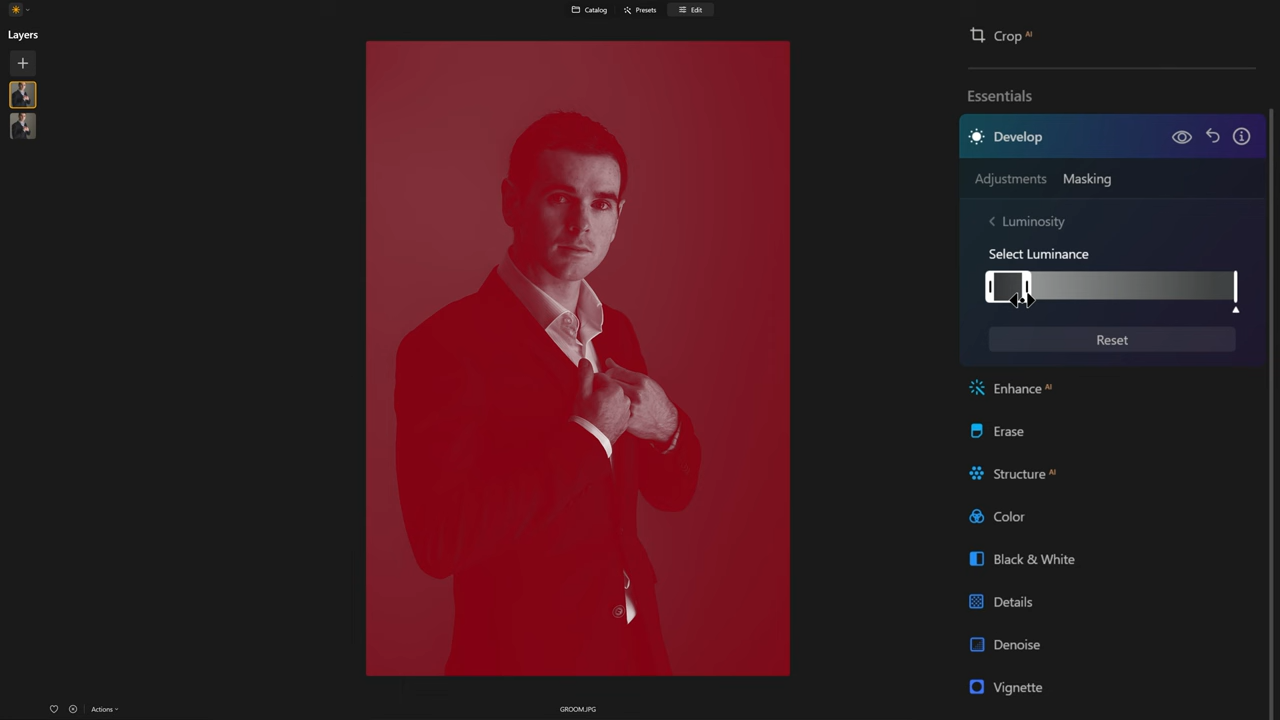 Catalog
Presets
Edit
Layers
Crop AI
Essentials
Develop
Adjustments Masking
Luminosity
Select Luminance
Reset
Enhance AI
Erase
Structure AI
Color
Black & White
Details
Denoise
Vignette
Actions
GROOM.JPG